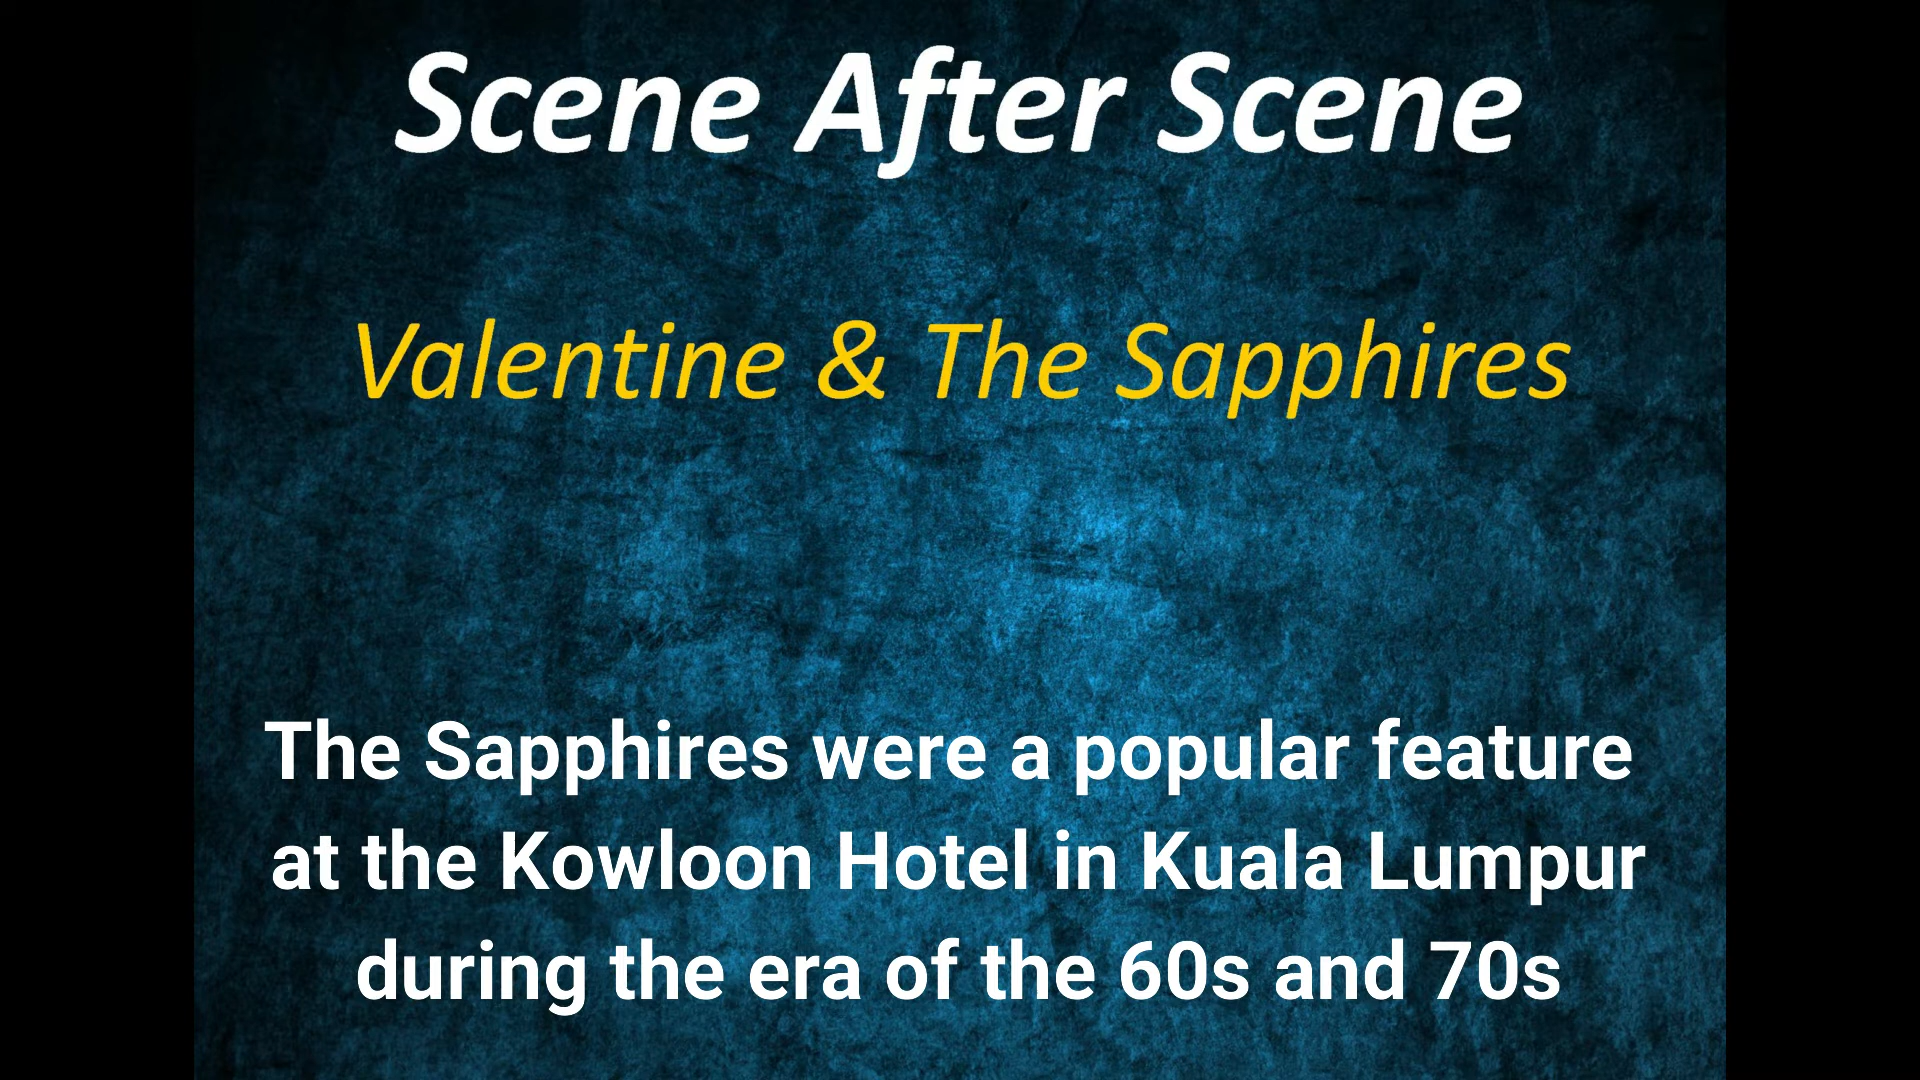 Scene After Scene
Valentine & The Sapphires
The Sapphires were a popular feature
at the Kowloon Hotel in Kuala Lumpur
during the era of the 60s and 70s